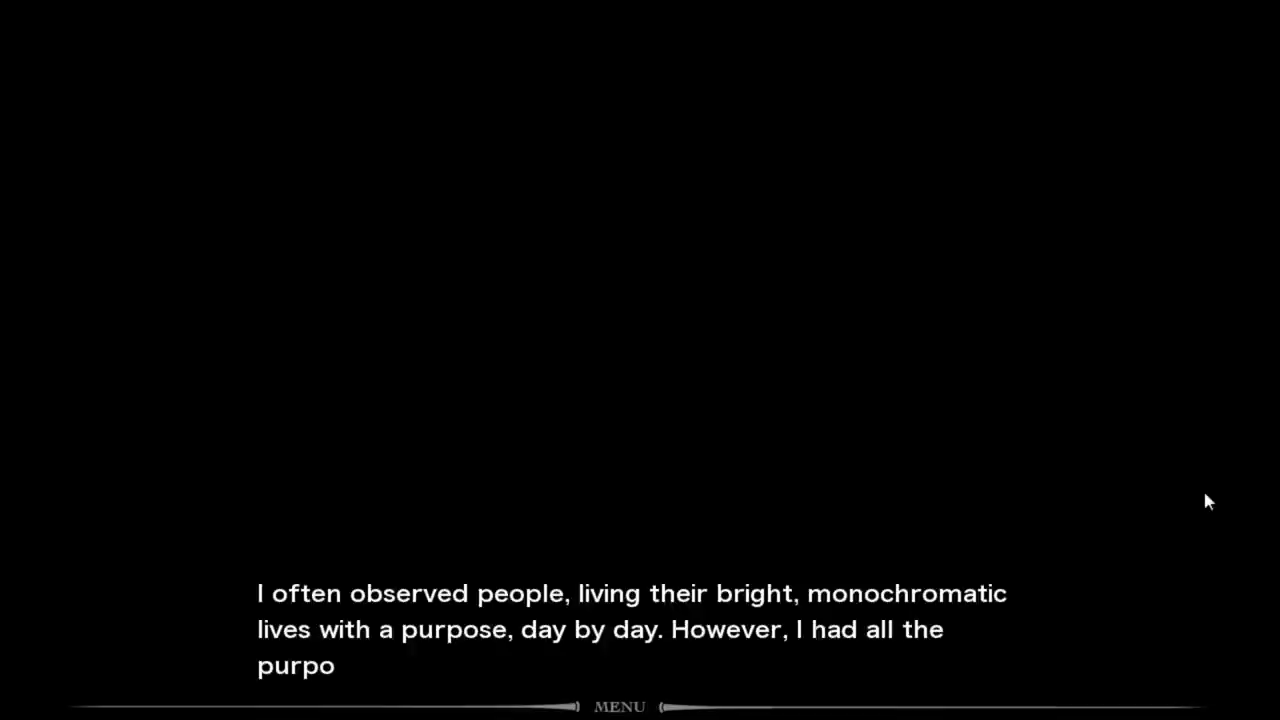 I often observed people, living their bright, monochromatic
lives with a purpose, day by day. However, I had all the
purpo
MENU